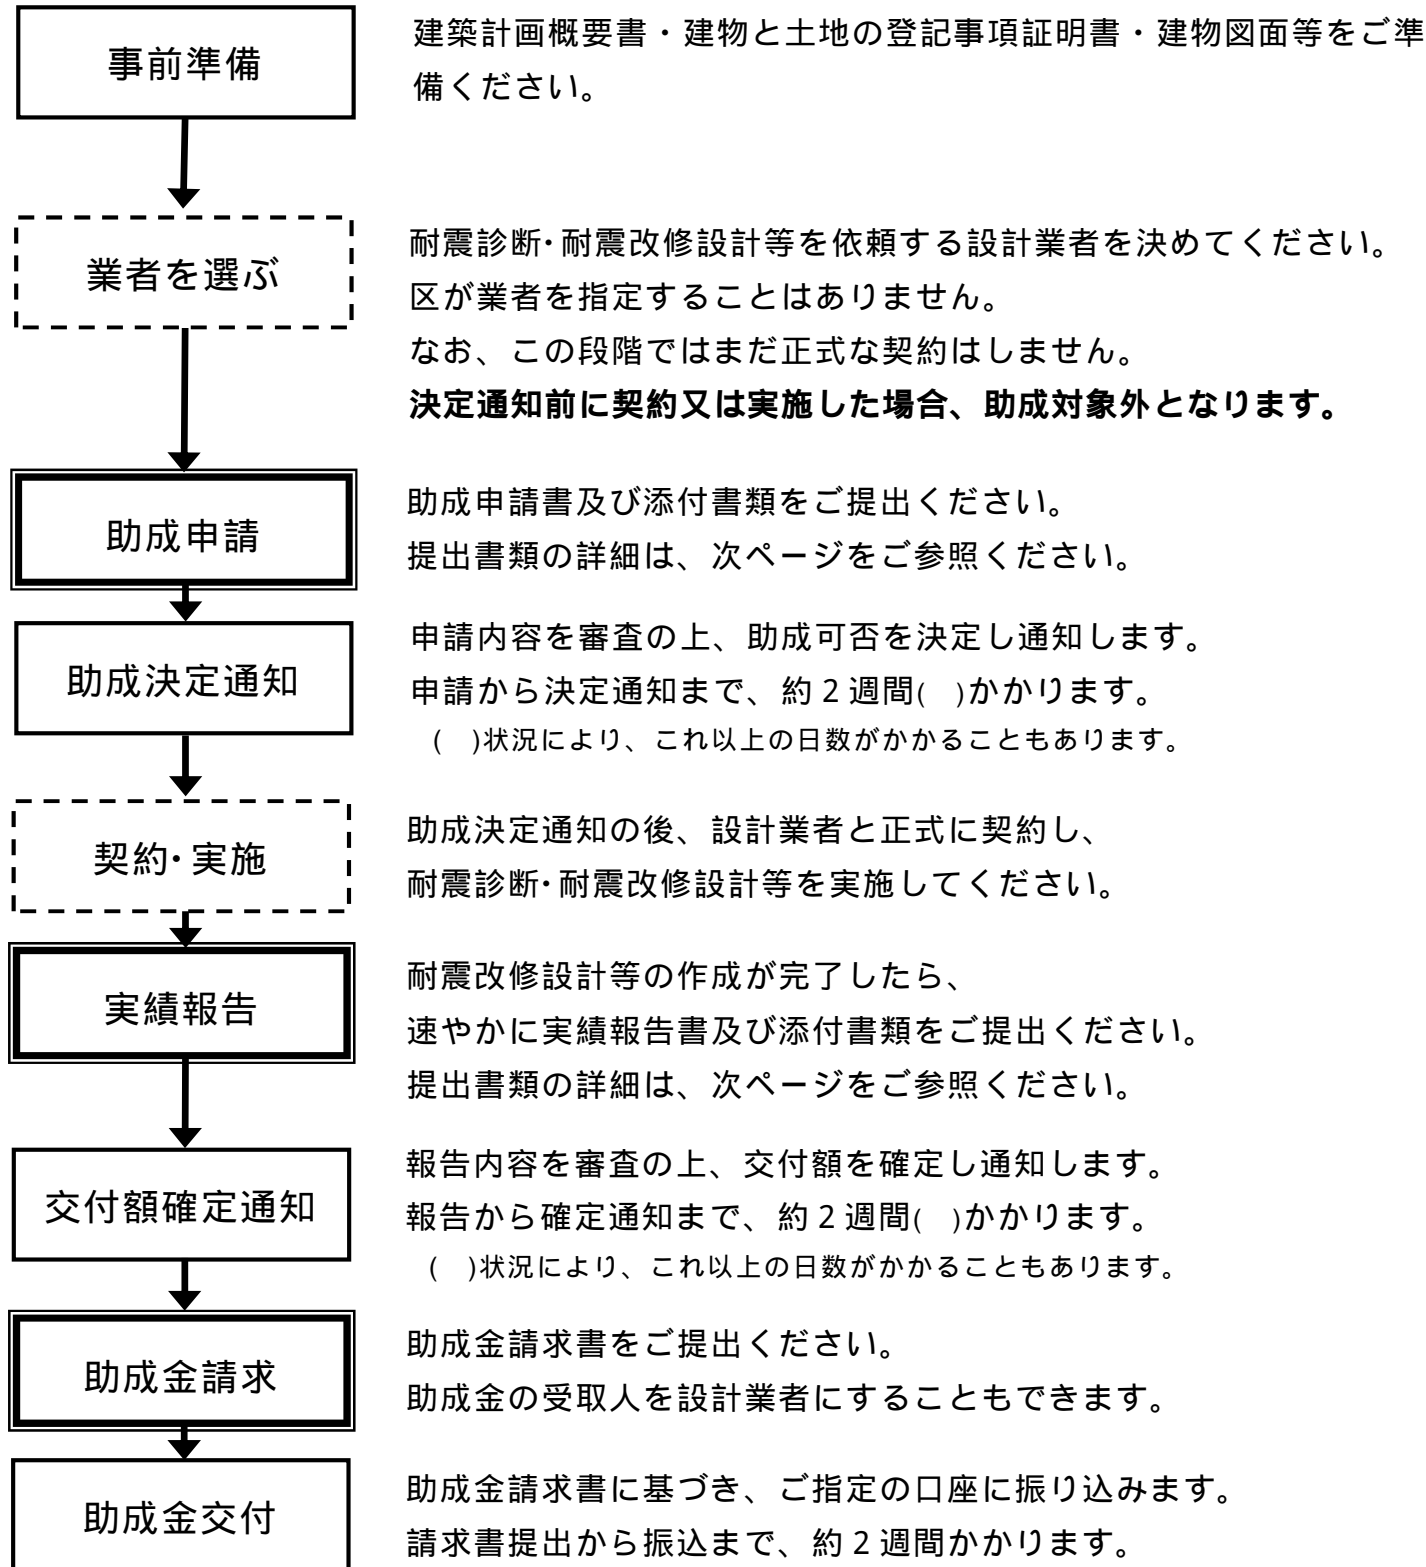 事前準備
建築計画概要書・建物と土地の登記事項証明書・建物図面等をご準
備ください。
業者を選ぶ
耐震診断・耐震改修設計等を依頼する設計業者を決めてください。
区が業者を指定することはありません。
なお、この段階ではまだ正式な契約はしません。
決定通知前に契約又は実施した場合、助成対象外となります。
助成申請
助成申請書及び添付書類をご提出ください。
提出書類の詳細は、次ページをご参照ください。
助成決定通知
申請内容を審査の上、助成可否を決定し通知します。
申請から決定通知まで、約２週間(　)かかります。
(　)状況により、これ以上の日数がかかることもあります。
契約・実施
助成決定通知の後、設計業者と正式に契約し、
耐震診断・耐震改修設計等を実施してください。
実績報告
耐震改修設計等の作成が完了したら、
速やかに実績報告書及び添付書類をご提出ください。
提出書類の詳細は、次ページをご参照ください。
交付額確定通知
報告内容を審査の上、交付額を確定し通知します。
報告から確定通知まで、約２週間(　)かかります。
(　)状況により、これ以上の日数がかかることもあります。
助成金請求
助成金請求書をご提出ください。
助成金の受取人を設計業者にすることもできます。
助成金交付
助成金請求書に基づき、ご指定の口座に振り込みます。
請求書提出から振込まで、約２週間かかります。